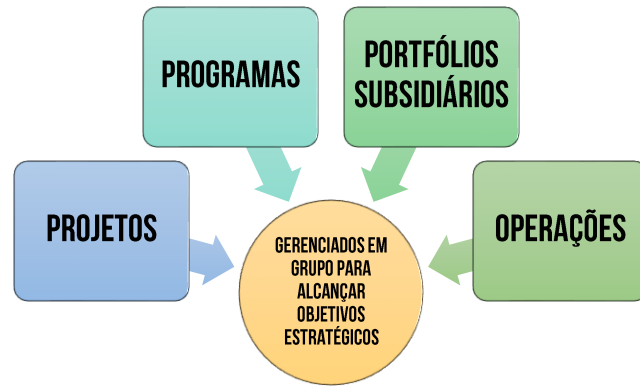 PROGRAMAS
PORTFÓLIOS
SUBSIDIÁRIOS
PROJETOS
OPERAÇÕES
GERENCIADOS EM
GRUPO PARA
ALCANÇAR
OBJETIVOS
ESTRATÉGICOS